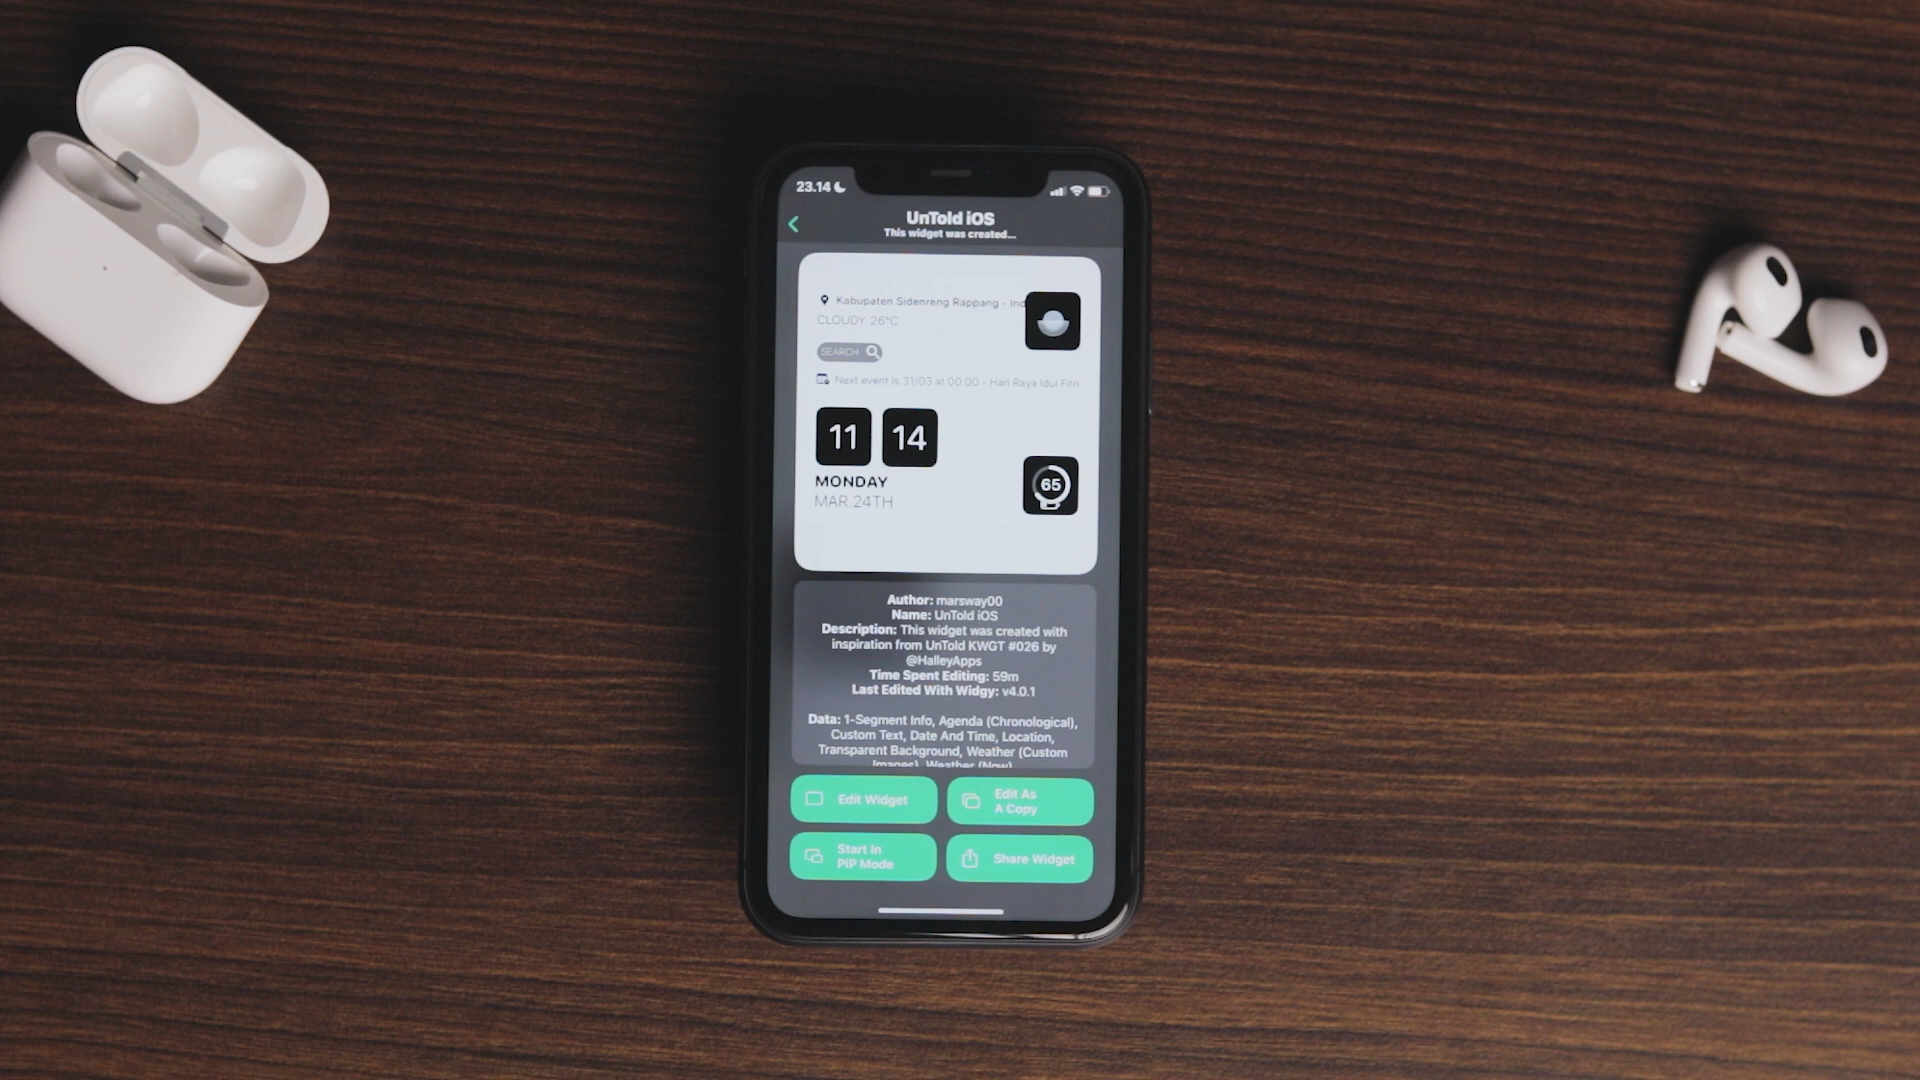 23.14
UnTold iOS
This widget was created...
Kabupaten Sidenreng Rappang - Ind
CLOUDY. 26°C
SEARCH
Next event is 31/03 at 00.00 - Hari Raya Idul Fitri
11 14
MONDAY
MAR.24TH
65
Author: marsway00
Name: UnTold iOS
Description: This widget was created with
inspiration from UnTold KWGT #026 by
@HalleyApps
Time Spent Editing: 59m
Last Edited With Widgy: v4.0.1
Data: 1-Segment Info, Agenda (Chronological),
Custom Text, Date And Time, Location,
Transparent Background, Weather (Custom
Images), Weather (Now)
Edit Widget
Edit As
A Copy
Start In
PiP Mode
Share Widget